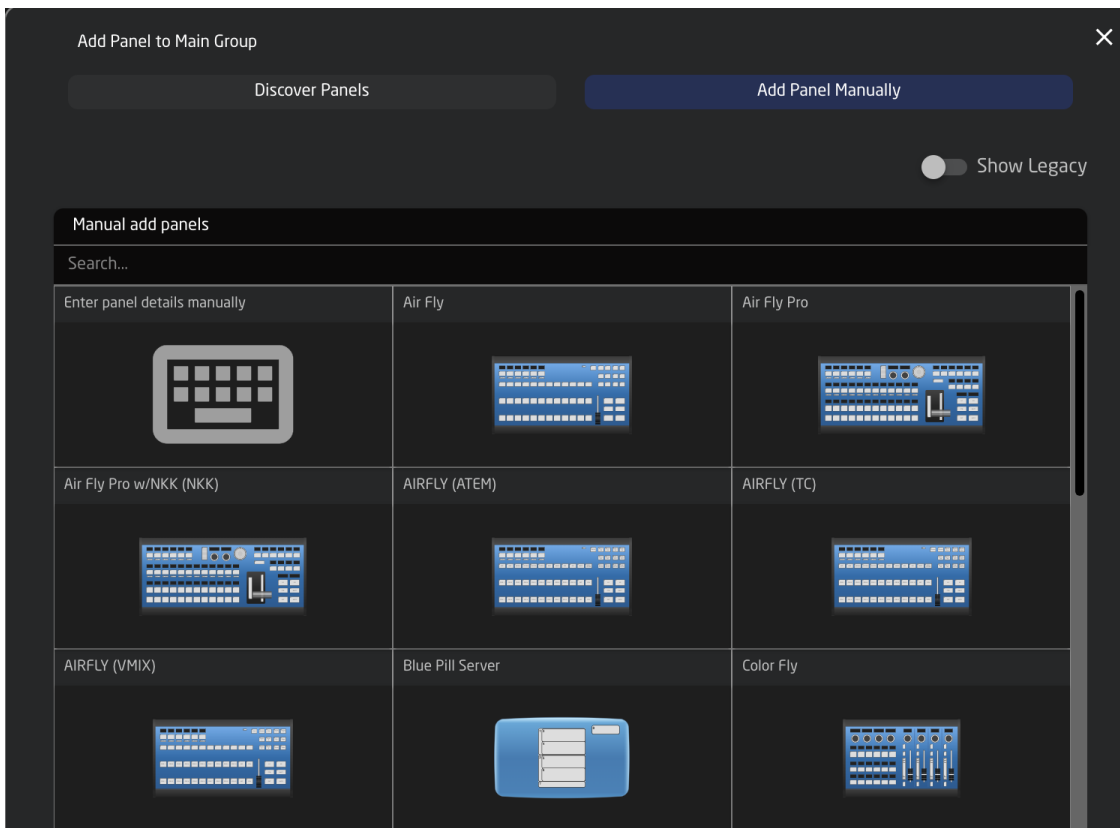 Add Panel to Main Group
Discover Panels
Add Panel Manually
Show Legacy
Manual add panels
Search...
Enter panel details manually
Air Fly
Air Fly Pro
Air Fly Pro w/NKK (NKK)
AIRFLY (ATEM)
AIRFLY (TC)
AIRFLY (VMIX)
Blue Pill Server
Color Fly